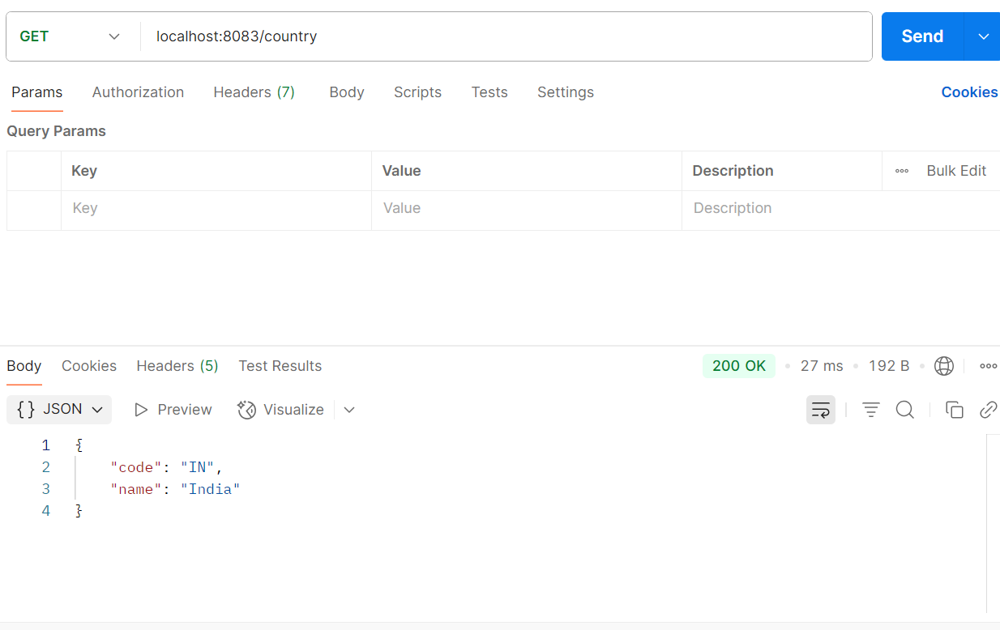 GET localhost:8083/country Send
Params Authorization Headers (7) Body Scripts Tests Settings Cookies
Query Params
Key Value Description Bulk Edit
Key Value Description
Body Cookies Headers (5) Test Results 200 OK 27 ms 192 B
{} JSON Preview Visualize
1 {
2 "code": "IN",
3 "name": "India"
4 }